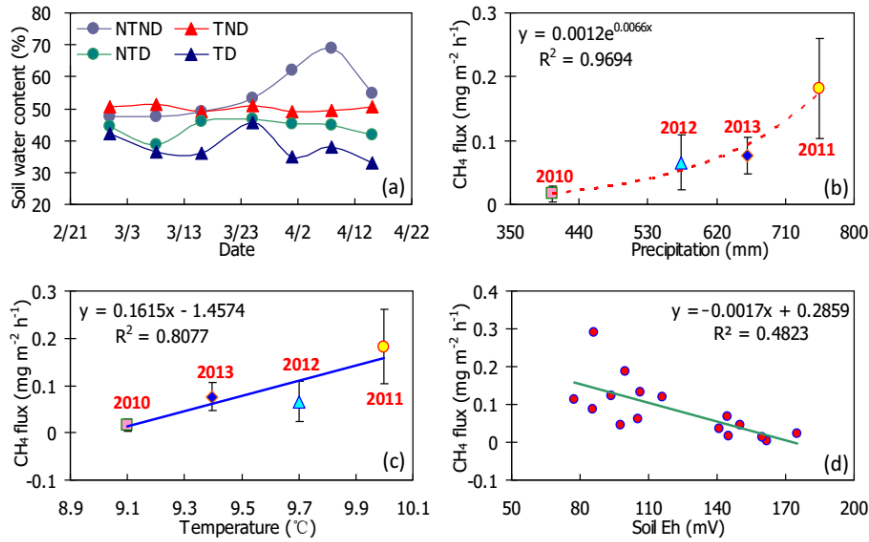 80
70
60
50
40
30
20
Soil water content (%)
NTND
TND
NTD
TD
(a)
2/21
3/3
3/13
3/23
4/2
4/12
4/22
Date
0.3
0.2
0.1
0
CH₄ flux (mg m⁻² h⁻¹)
y = 0.0012e^0.0066x
R² = 0.9694
2010
2012
2013
2011
(b)
350
440
530
620
710
800
Precipitation (mm)
0.3
0.2
0.1
0
-0.1
CH₄ flux (mg m⁻² h⁻¹)
y = 0.1615x - 1.4574
R² = 0.8077
2010
2013
2012
2011
(c)
8.9
9.1
9.3
9.5
9.7
9.9
10.1
Temperature (℃)
0.4
0.3
0.2
0.1
0
-0.1
CH₄ flux (mg m⁻² h⁻¹)
y =-0.0017x + 0.2859
R² = 0.4823
(d)
50
80
110
140
170
200
Soil Eh (mV)